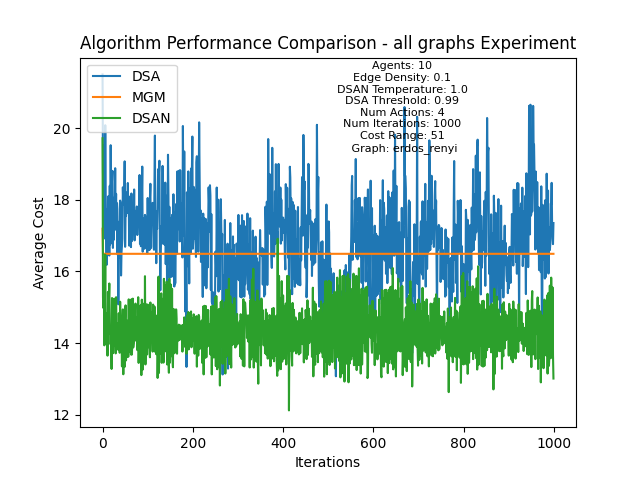 Algorithm Performance Comparison - all graphs Experiment
DSA
MGM
DSAN
Agents: 10
Edge Density: 0.1
DSAN Temperature: 1.0
DSA Threshold: 0.99
Num Actions: 4
Num Iterations: 1000
Cost Range: 51
Graph: erdos_renyi
Average Cost
20
18
16
14
12
0 200 400 600 800 1000
Iterations